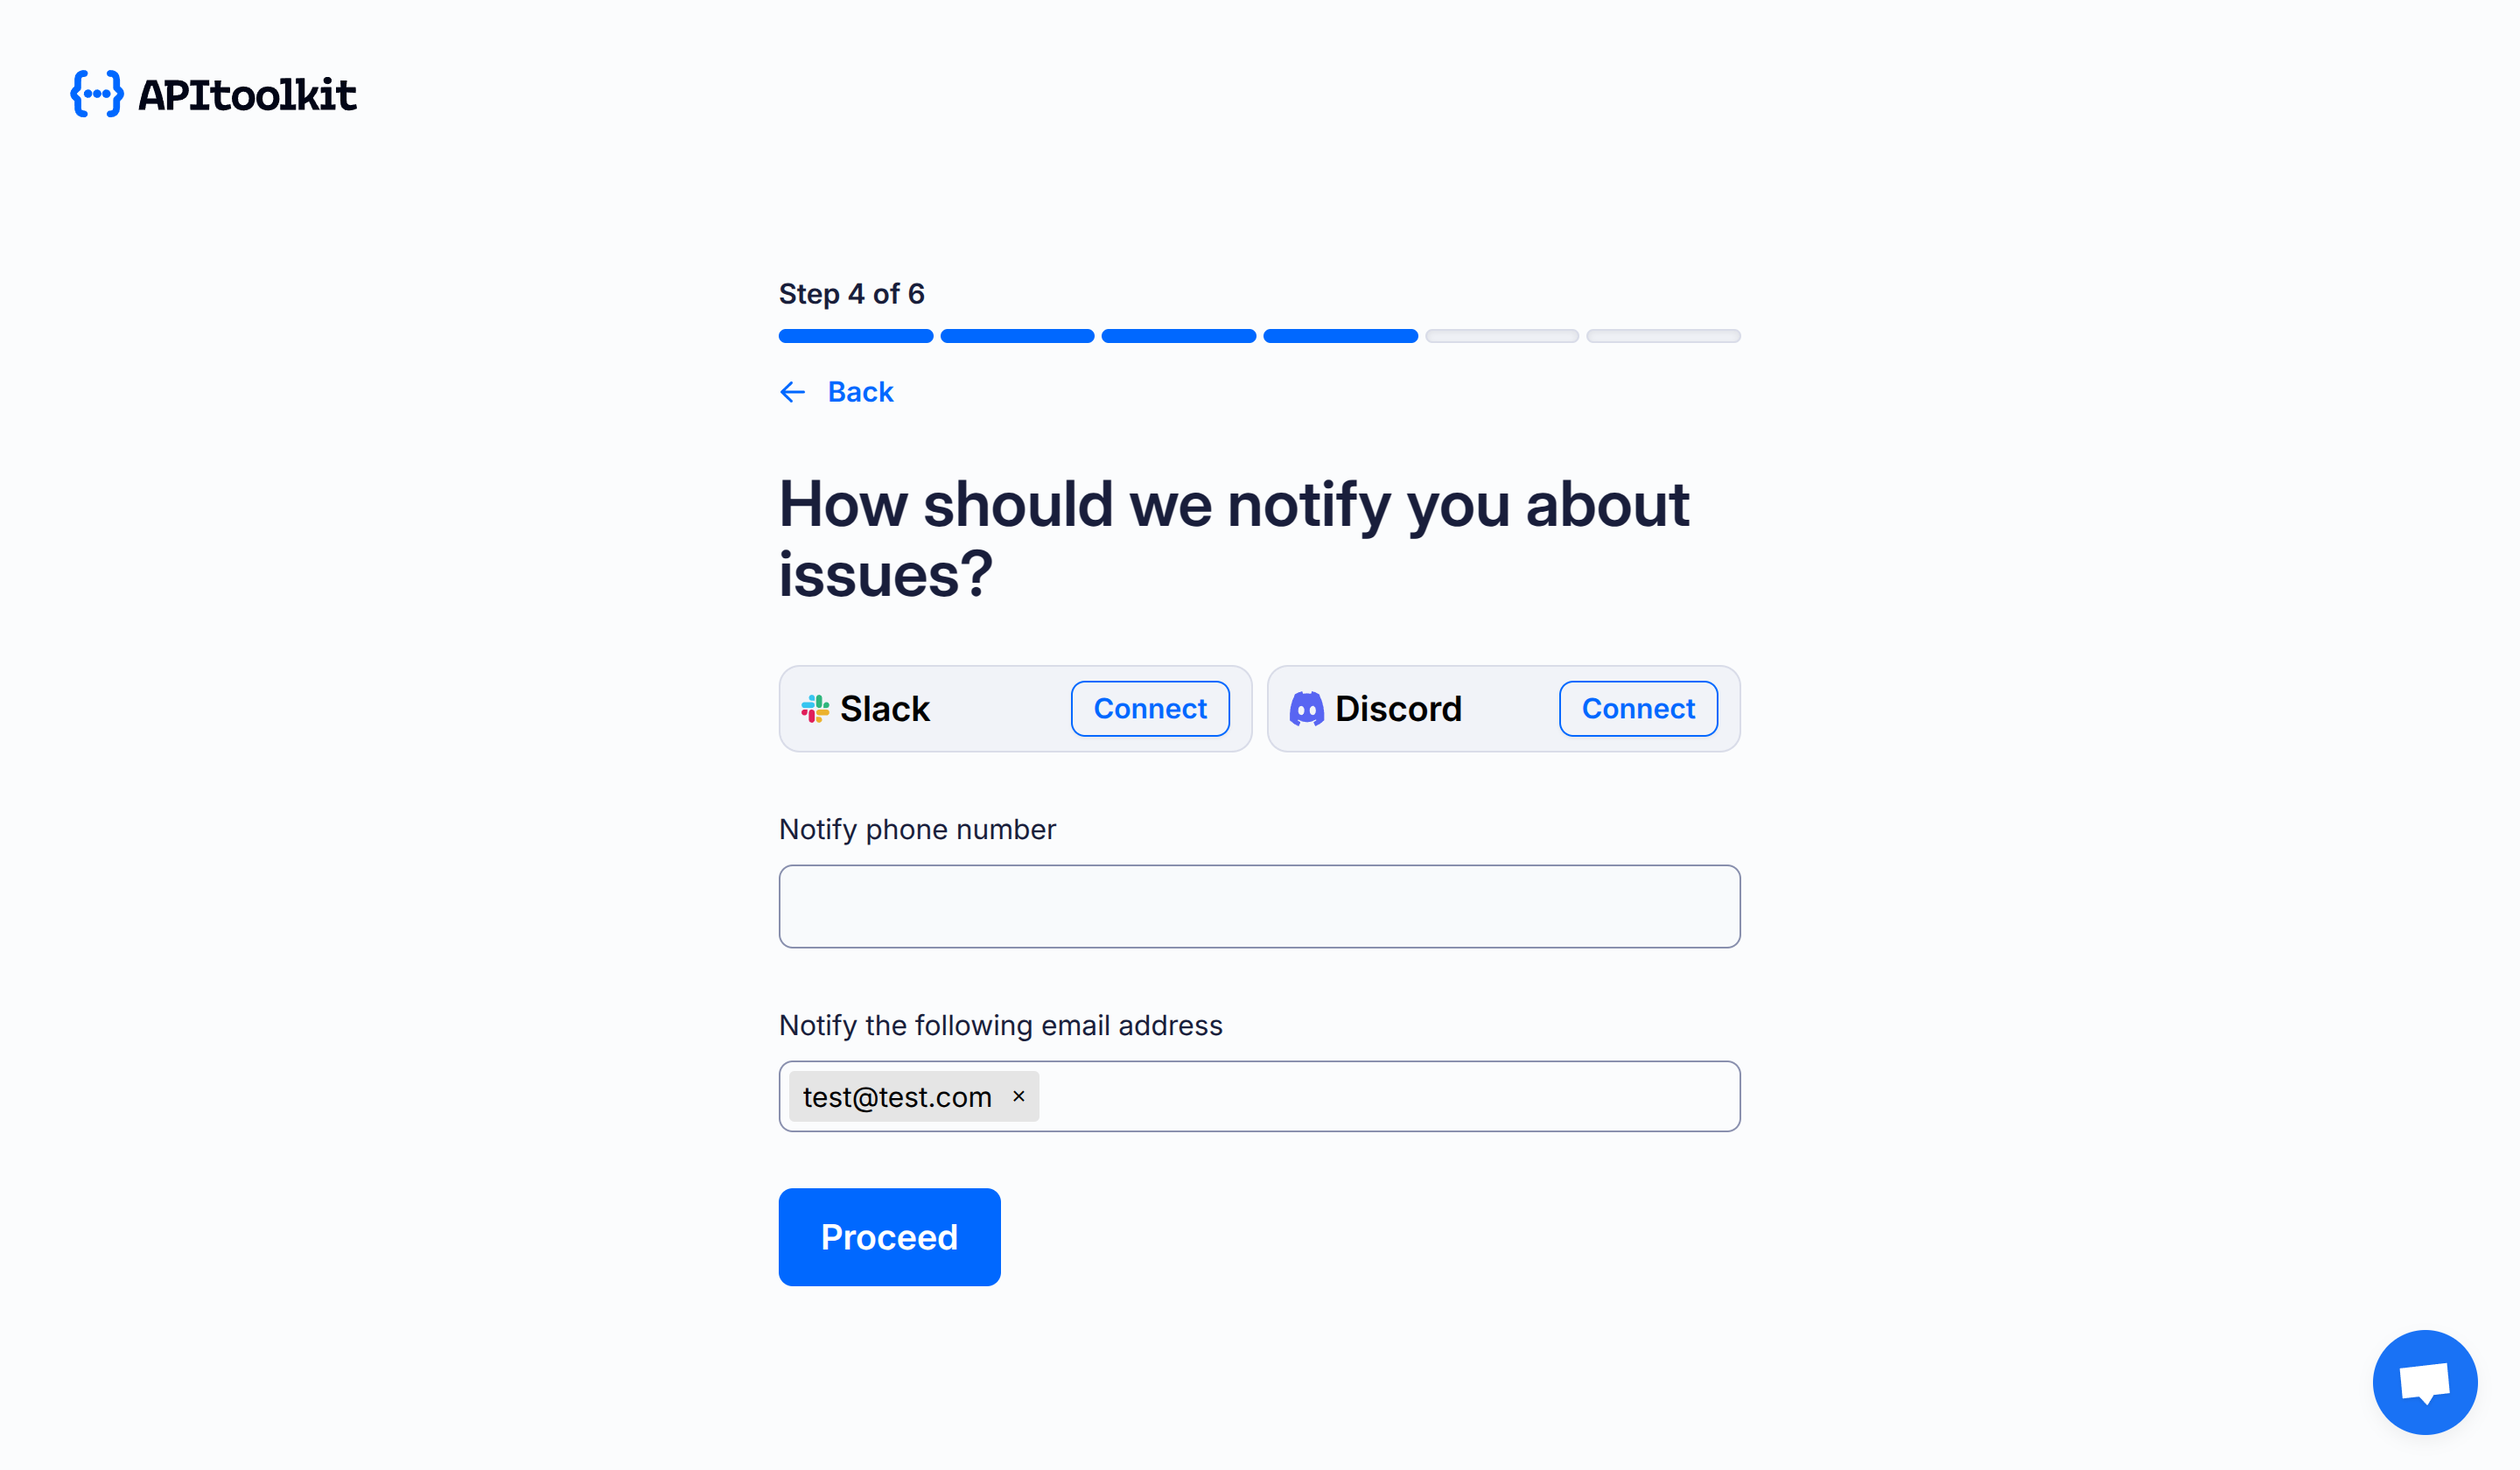 APItoolkit
Step 4 of 6
Back
How should we notify you about
issues?
Slack
Connect
Discord
Connect
Notify phone number
Notify the following email address
test@test.com ×
Proceed